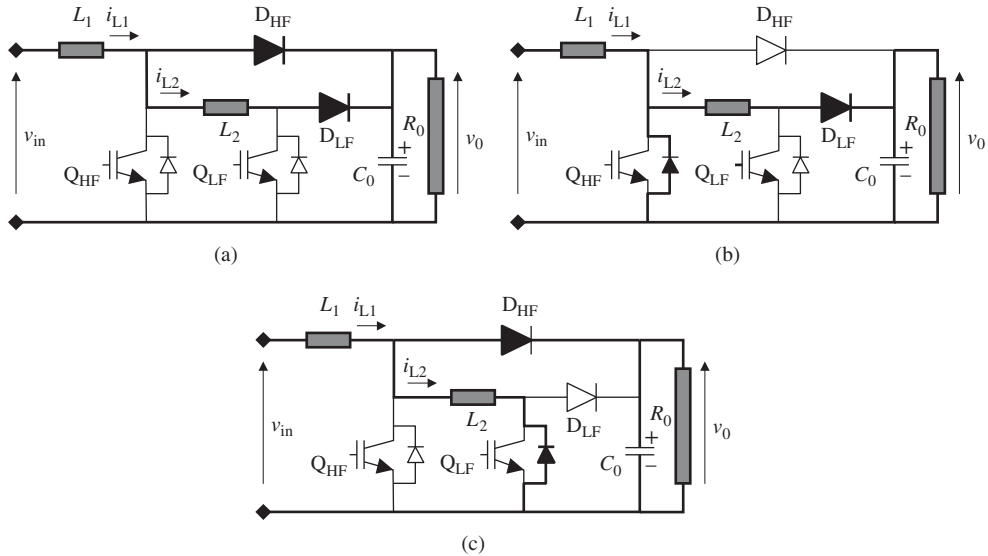 L1 iL1 DHF
iL2
vin L2 DLF R0 v0
QHF QLF C0 + −
(a)
L1 iL1 DHF
iL2
vin L2 DLF R0 v0
QHF QLF C0 + −
(b)
L1 iL1 DHF
iL2
vin L2 DLF R0 v0
QHF QLF C0 + −
(c)